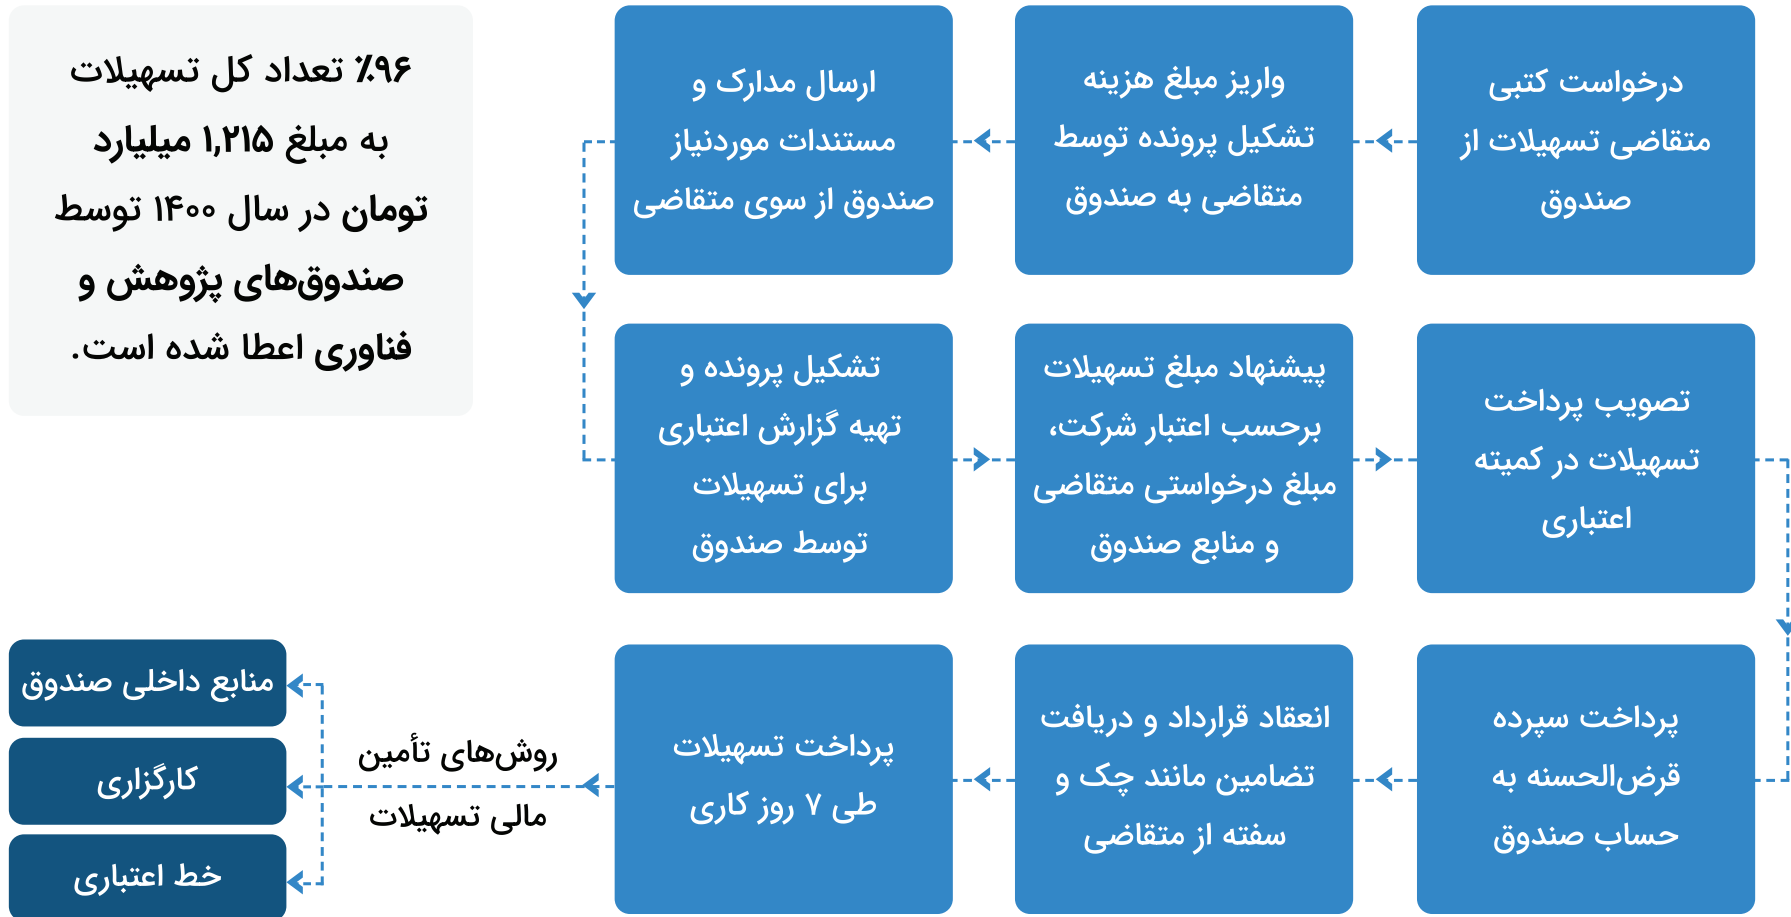 درخواست کتبی
متقاضی تسهیلات از
صندوق
واریز مبلغ هزینه
تشکیل پرونده توسط
متقاضی به صندوق
ارسال مدارک و
مستندات موردنیاز
صندوق از سوی متقاضی
تشکیل پرونده و
تهیه گزارش اعتباری
برای تسهیلات
توسط صندوق
پیشنهاد مبلغ تسهیلات
برحسب اعتبار شرکت،
مبلغ درخواستی متقاضی
و منابع صندوق
تصویب پرداخت
تسهیلات در کمیته
اعتباری
پرداخت سپرده
قرض‌الحسنه به
حساب صندوق
انعقاد قرارداد و دریافت
تضامین مانند چک و
سفته از متقاضی
پرداخت تسهیلات
طی ۷ روز کاری
روش‌های تأمین
مالی تسهیلات
منابع داخلی صندوق
کارگزاری
خط اعتباری
۹۶٪ تعداد کل تسهیلات
به مبلغ ۱,۲۱۵ میلیارد
تومان در سال ۱۴۰۰ توسط
صندوق‌های پژوهش و
فناوری اعطا شده است.